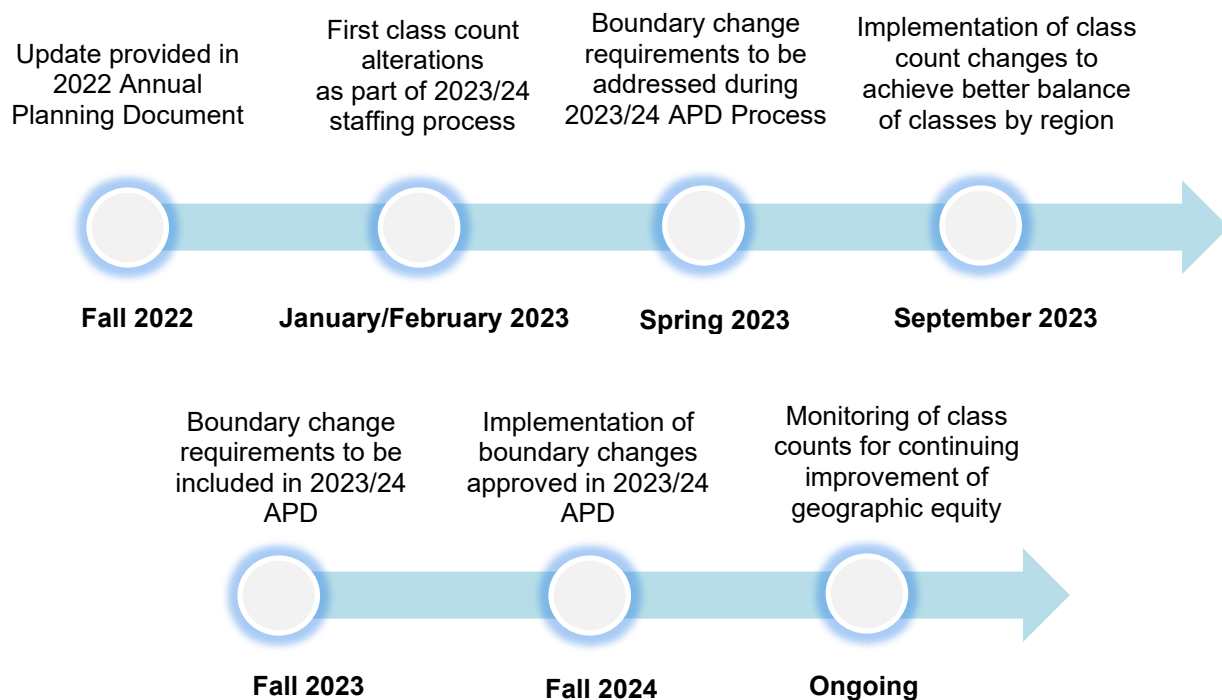 Update provided in
2022 Annual
Planning Document
First class count
alterations
as part of 2023/24
staffing process
Boundary change
requirements to be
addressed during
2023/24 APD Process
Implementation of class
count changes to
achieve better balance
of classes by region
Fall 2022
January/February 2023
Spring 2023
September 2023
Boundary change
requirements to be
included in 2023/24
APD
Implementation of
boundary changes
approved in 2023/24
APD
Monitoring of class
counts for continuing
improvement of
geographic equity
Fall 2023
Fall 2024
Ongoing